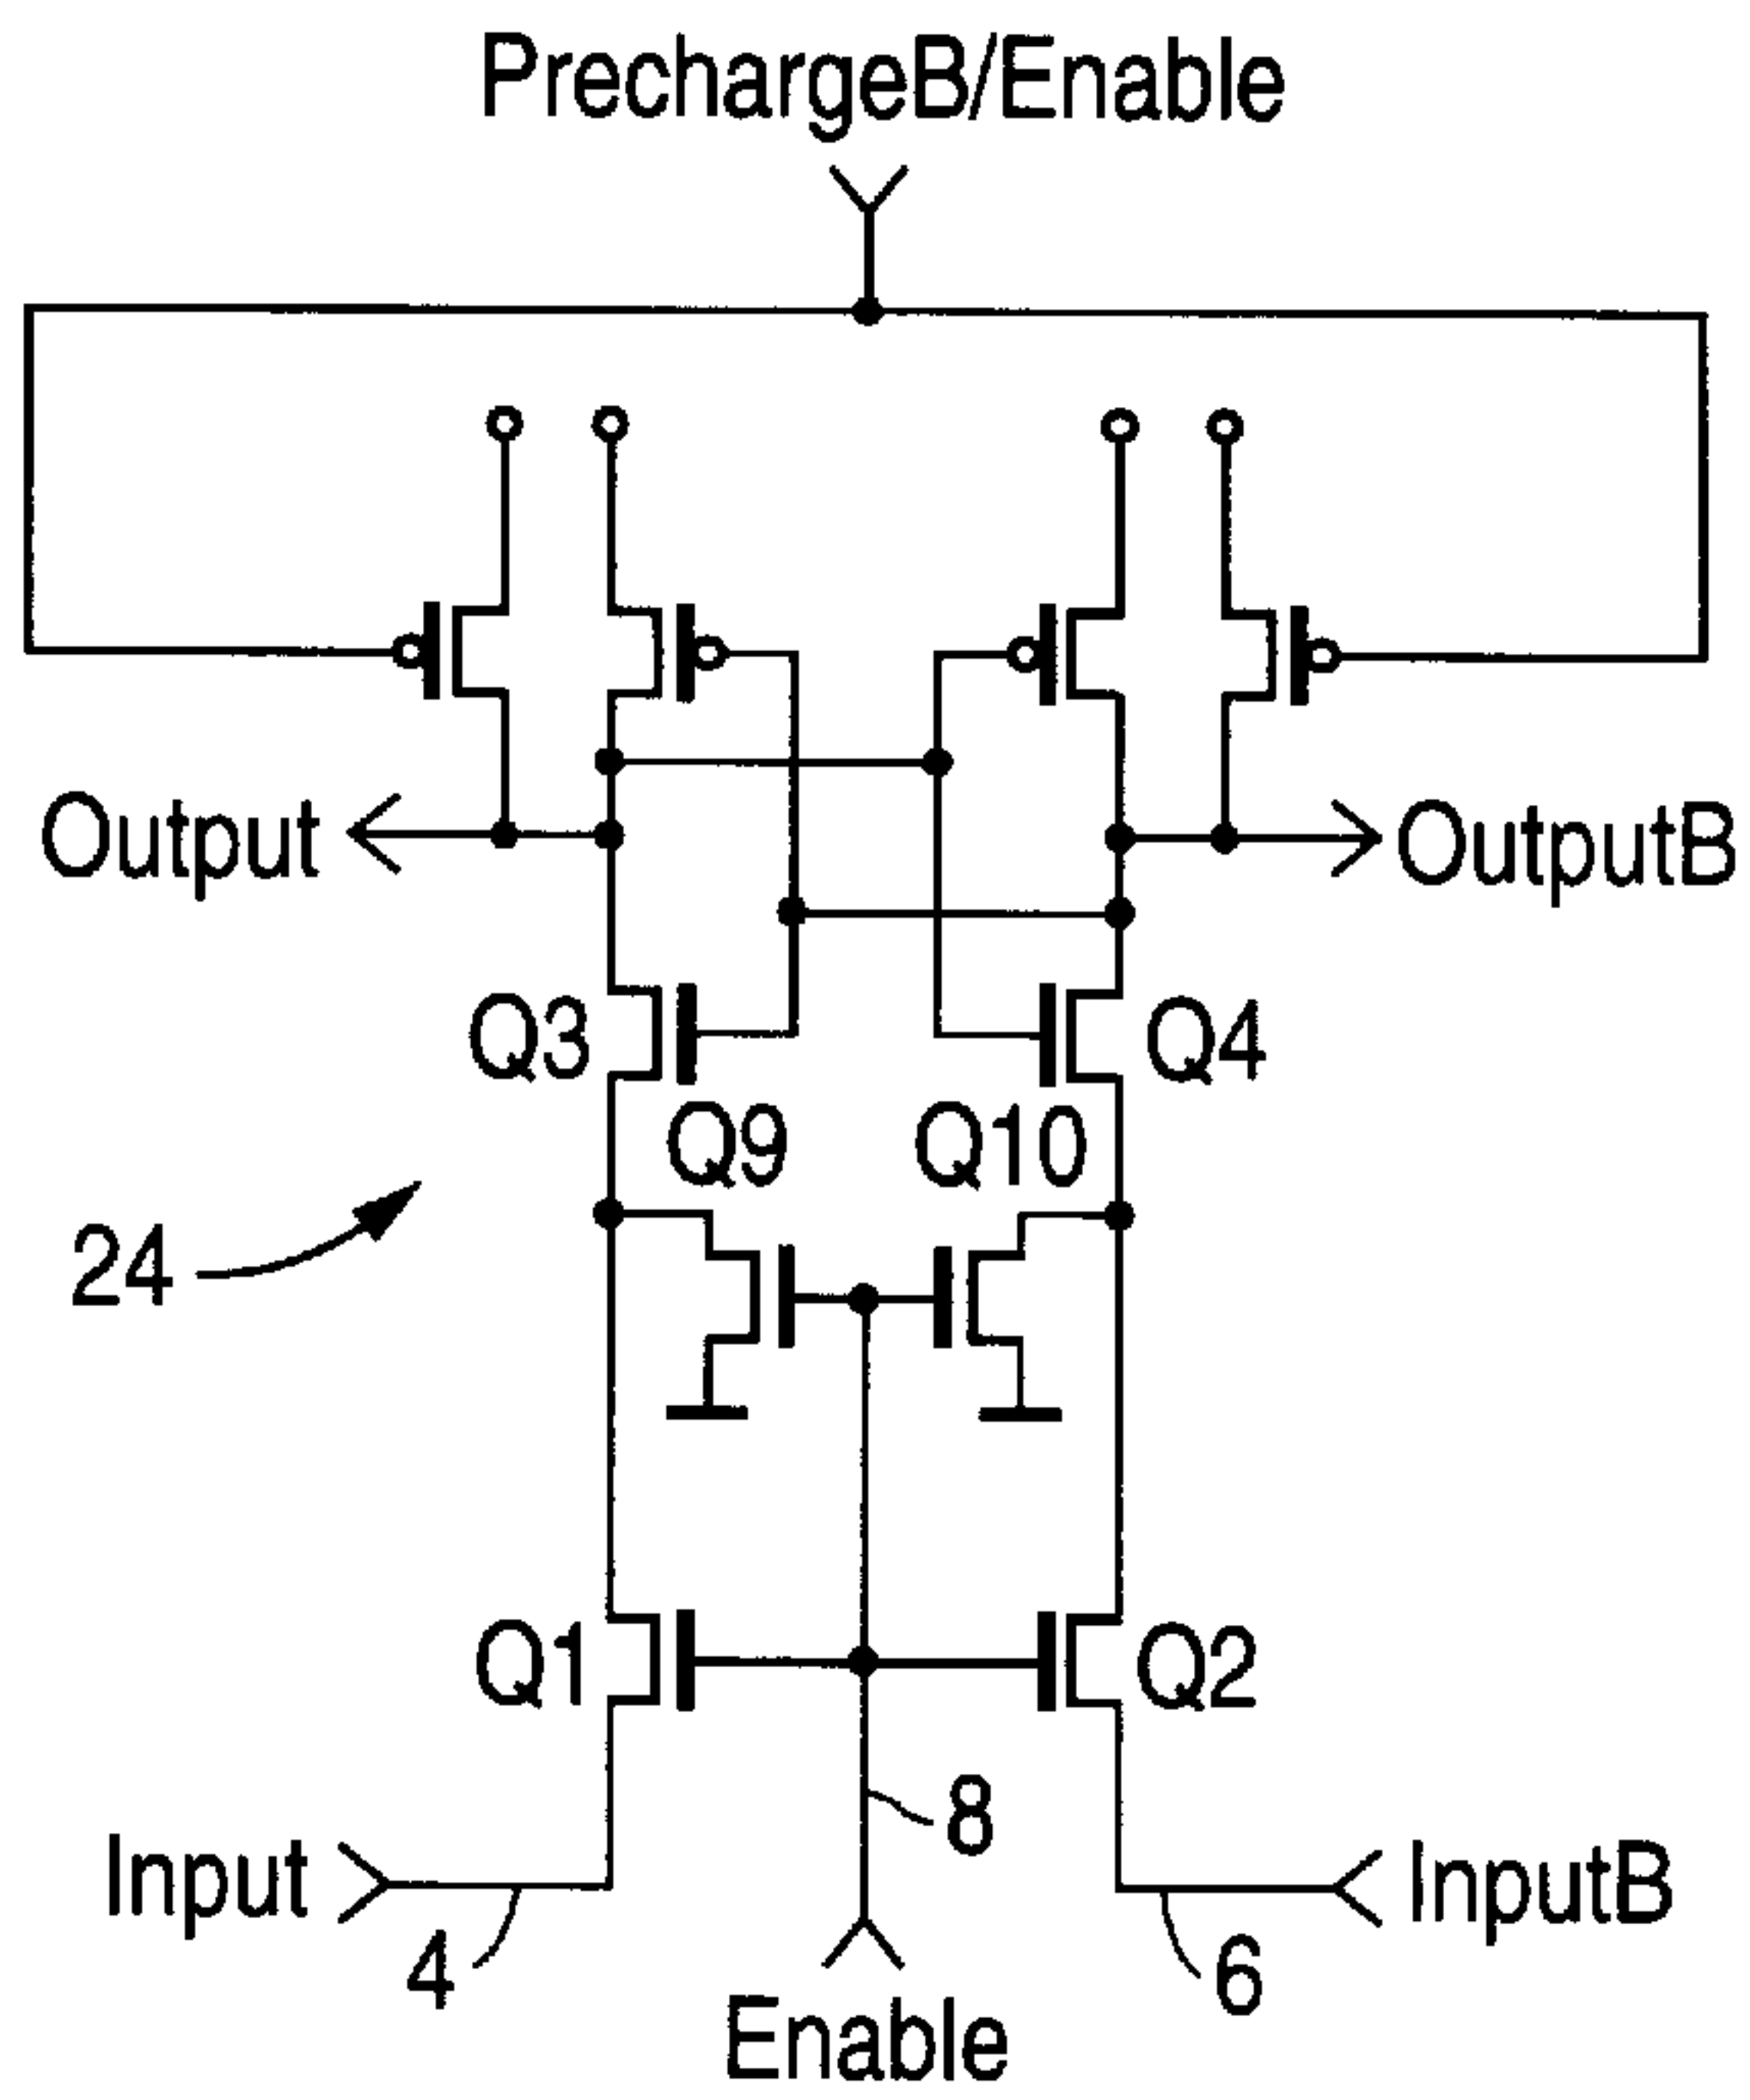 PrechargeB/Enable
Output
OutputB
Q3
Q4
Q9
Q10
24
Q1
Q2
8
Input
InputB
4
6
Enable